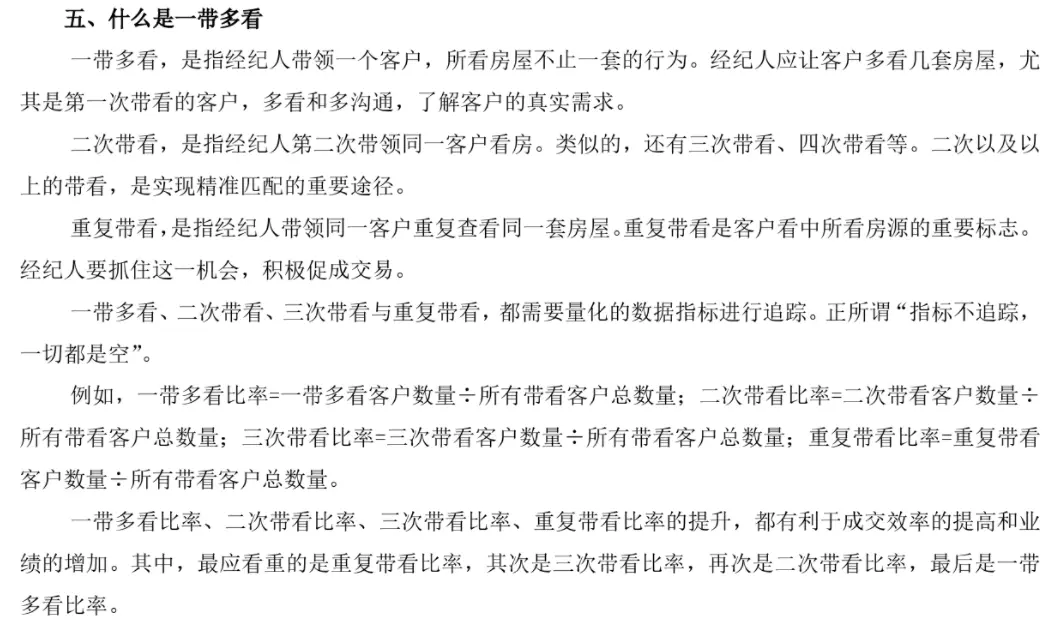 五、什么是一带多看
一带多看，是指经纪人带领一个客户，所看房屋不止一套的行为。经纪人应让客户多看几套房屋，尤
其是第一次带看的客户，多看和多沟通，了解客户的真实需求。
二次带看，是指经纪人第二次带领同一客户看房。类似的，还有三次带看、四次带看等。二次以及以
上的带看，是实现精准匹配的重要途径。
重复带看，是指经纪人带领同一客户重复查看同一套房屋。重复带看是客户看中所看房源的重要标志。
经纪人要抓住这一机会，积极促成交易。
一带多看、二次带看、三次带看与重复带看，都需要量化的数据指标进行追踪。正所谓“指标不追踪，
一切都是空”。
例如，一带多看比率=一带多看客户数量÷所有带看客户总数量；二次带看比率=二次带看客户数量÷
所有带看客户总数量；三次带看比率=三次带看客户数量÷所有带看客户总数量；重复带看比率=重复带看
客户数量÷所有带看客户总数量。
一带多看比率、二次带看比率、三次带看比率、重复带看比率的提升，都有利于成交效率的提高和业
绩的增加。其中，最应看重的是重复带看比率，其次是三次带看比率，再次是二次带看比率，最后是一带
多看比率。